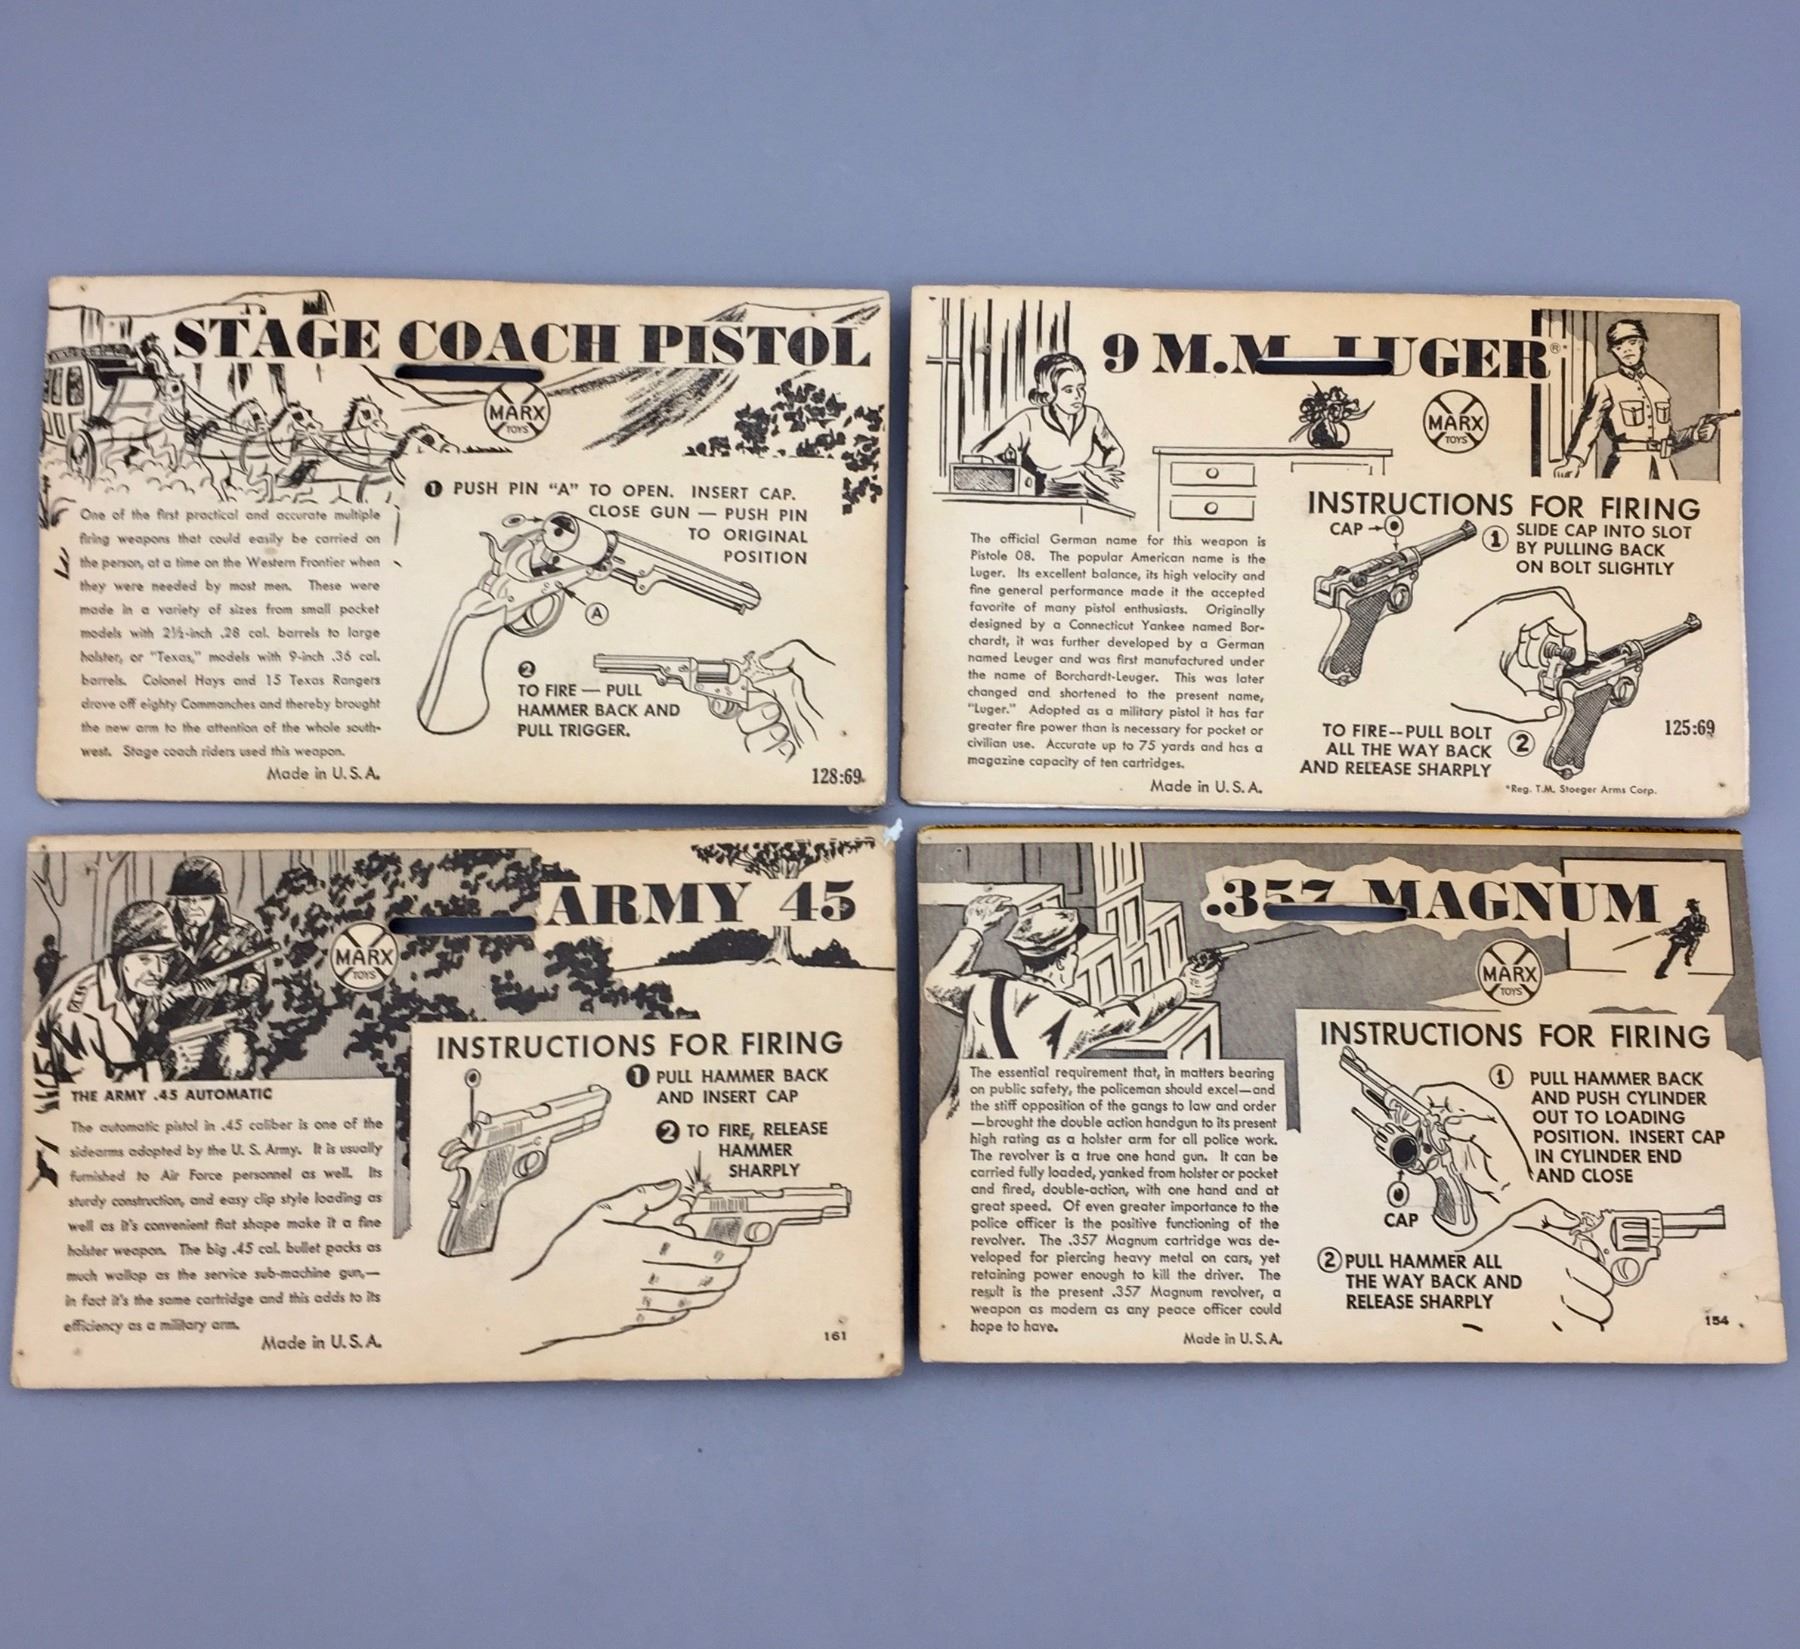 STAGE COACH PISTOL
MARX
TOYS
One of the first practical and accurate multiple
firing weapons that could easily be carried on
the person, at a time on the Western Frontier when
they were needed by most men. These were
made in a variety of sizes from small pocket
models with 2½-inch .28 cal. barrels to large
holster, or "Texas," models with 9-inch .36 cal.
barrels. Colonel Hays and 15 Texas Rangers
drove off eighty Commanches and thereby brought
the new arm to the attention of the whole south-
west. Stage coach riders used this weapon.
Made in U.S.A.
1 PUSH PIN "A" TO OPEN. INSERT CAP.
CLOSE GUN — PUSH PIN
TO ORIGINAL
POSITION
A
2
TO FIRE — PULL
HAMMER BACK AND
PULL TRIGGER.
128:69
9 M.M. LUGER®
MARX
TOYS
The official German name for this weapon is
Pistole 08. The popular American name is the
Luger. Its excellent balance, its high velocity and
fine general performance made it the accepted
favorite of many pistol enthusiasts. Originally
designed by a Connecticut Yankee named Bor-
chardt, it was further developed by a German
named Leuger and was first manufactured under
the name of Borchardt-Leuger. This was later
changed and shortened to the present name,
"Luger." Adopted as a military pistol it has far
greater fire power than is necessary for pocket or
civilian use. Accurate up to 75 yards and has a
magazine capacity of ten cartridges.
Made in U.S.A.
INSTRUCTIONS FOR FIRING
CAP
1 SLIDE CAP INTO SLOT
BY PULLING BACK
ON BOLT SLIGHTLY
TO FIRE--PULL BOLT
ALL THE WAY BACK
AND RELEASE SHARPLY
2
125:69
*Reg. T.M. Stoeger Arms Corp.
ARMY 45
MARX
TOYS
THE ARMY .45 AUTOMATIC
The automatic pistol in .45 caliber is one of the
sidearms adopted by the U. S. Army. It is usually
furnished to Air Force personnel as well. Its
sturdy construction, and easy clip style loading as
well as it's convenient flat shape make it a fine
holster weapon. The big .45 cal. bullet packs as
much wallop as the service sub-machine gun,—
in fact it's the same cartridge and this adds to its
efficiency as a military arm.
Made in U.S.A.
INSTRUCTIONS FOR FIRING
1 PULL HAMMER BACK
AND INSERT CAP
2 TO FIRE, RELEASE
HAMMER
SHARPLY
161
.357 MAGNUM
MARX
TOYS
The essential requirement that, in matters bearing
on public safety, the policeman should excel—and
the stiff opposition of the gangs to law and order
—brought the double action handgun to its present
high rating as a holster arm for all police work.
The revolver is a true one hand gun. It can be
carried fully loaded, yanked from holster or pocket
and fired, double-action, with one hand and at
great speed. Of even greater importance to the
police officer is the positive functioning of the
revolver. The .357 Magnum cartridge was de-
veloped for piercing heavy metal on cars, yet
retaining power enough to kill the driver. The
result is the present .357 Magnum revolver, a
weapon as modern as any peace officer could
hope to have.
Made in U.S.A.
INSTRUCTIONS FOR FIRING
1 PULL HAMMER BACK
AND PUSH CYLINDER
OUT TO LOADING
POSITION. INSERT CAP
IN CYLINDER END
AND CLOSE
CAP
2 PULL HAMMER ALL
THE WAY BACK AND
RELEASE SHARPLY
154